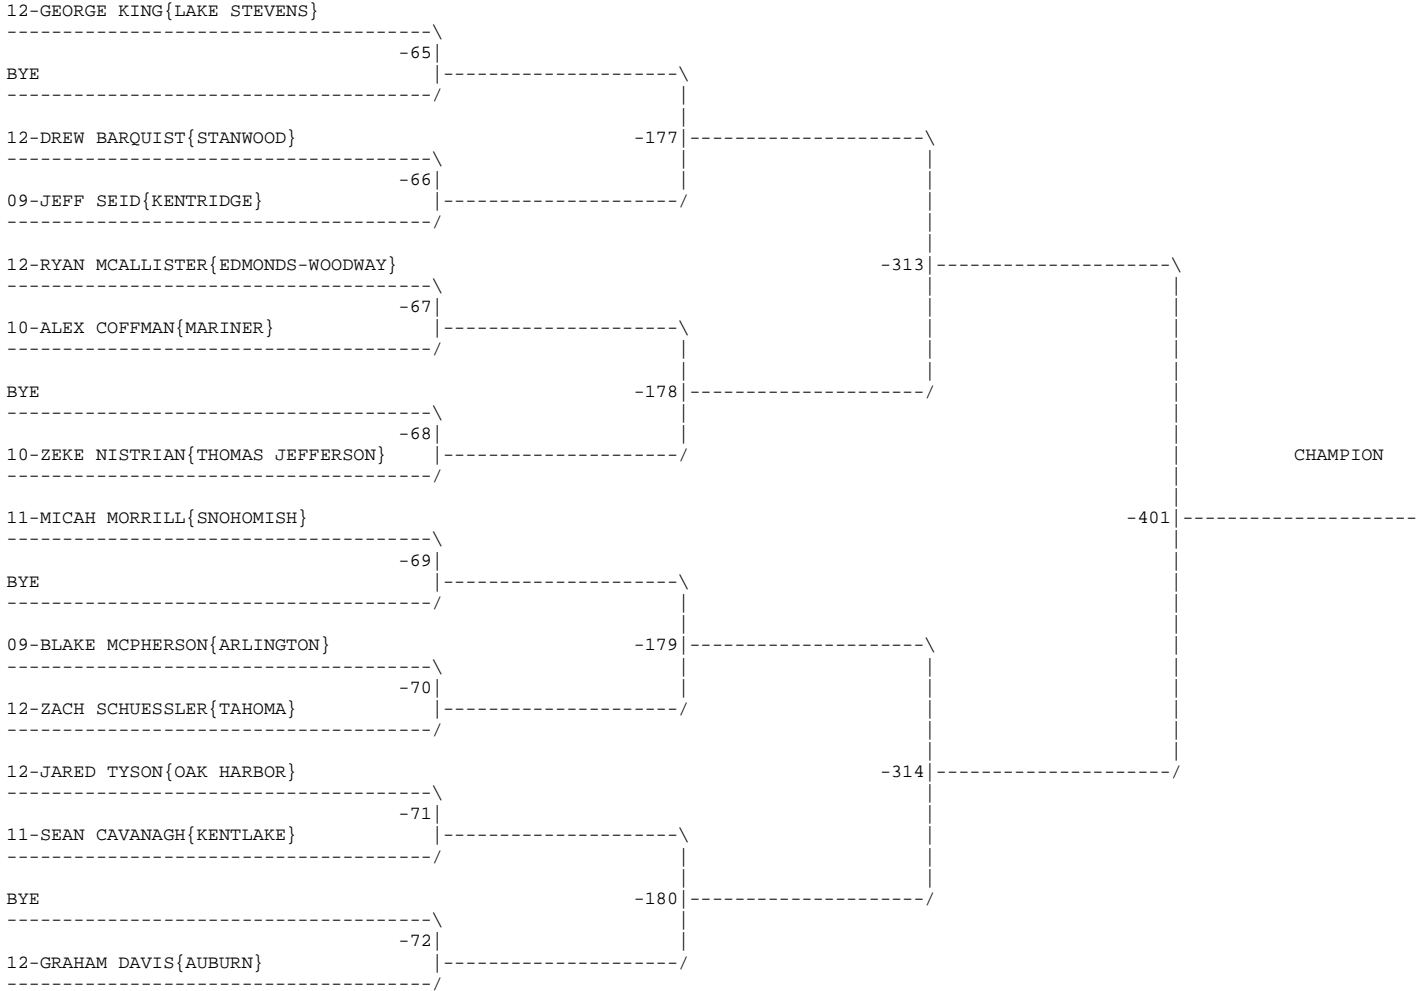 12-GEORGE KING{LAKE STEVENS}
-65
BYE
12-DREW BARQUIST{STANWOOD}
-177
-66
09-JEFF SEID{KENTRIDGE}
12-RYAN MCALLISTER{EDMONDS-WOODWAY}
-313
-67
10-ALEX COFFMAN{MARINER}
BYE
-178
-68
10-ZEKE NISTRIAN{THOMAS JEFFERSON}
CHAMPION
11-MICAH MORRILL{SNOHOMISH}
-401
-69
BYE
09-BLAKE MCPHERSON{ARLINGTON}
-179
-70
12-ZACH SCHUESSLER{TAHOMA}
12-JARED TYSON{OAK HARBOR}
-314
-71
11-SEAN CAVANAGH{KENTLAKE}
BYE
-180
-72
12-GRAHAM DAVIS{AUBURN}